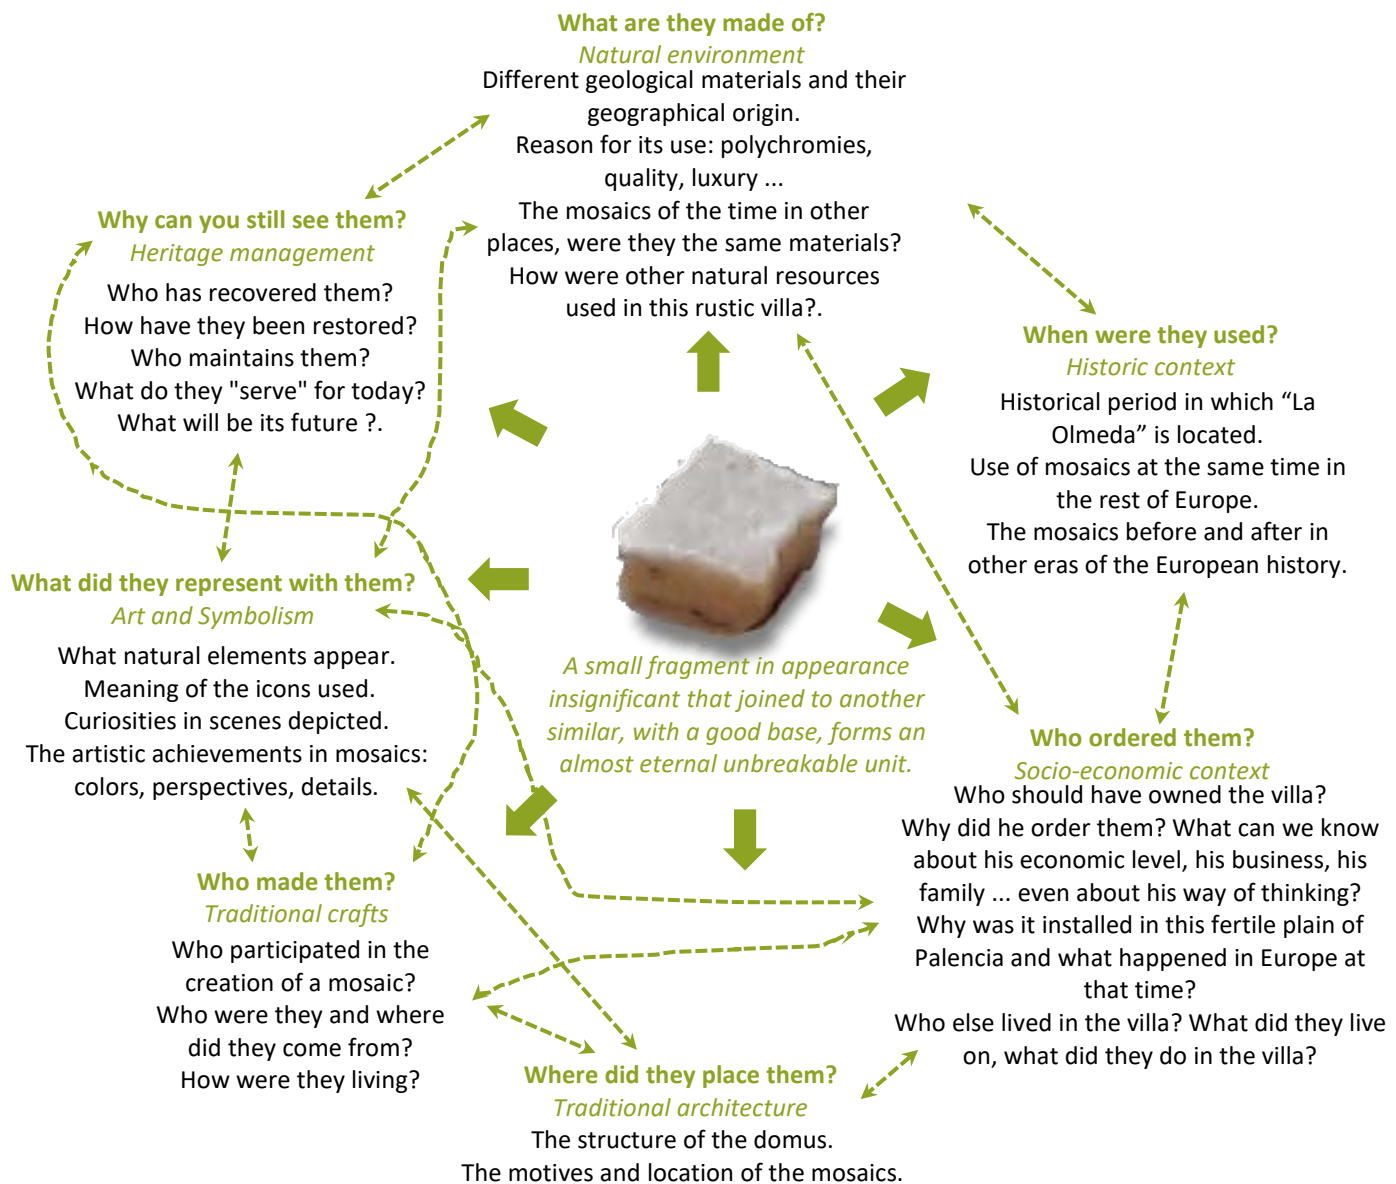 What are they made of?
Natural environment
Different geological materials and their
geographical origin.
Reason for its use: polychromies,
quality, luxury ...
The mosaics of the time in other
places, were they the same materials?
How were other natural resources
used in this rustic villa?.
Why can you still see them?
Heritage management
Who has recovered them?
How have they been restored?
Who maintains them?
What do they "serve" for today?
What will be its future ?.
When were they used?
Historic context
Historical period in which “La
Olmeda” is located.
Use of mosaics at the same time in
the rest of Europe.
The mosaics before and after in
other eras of the European history.
What did they represent with them?
Art and Symbolism
What natural elements appear.
Meaning of the icons used.
Curiosities in scenes depicted.
The artistic achievements in mosaics:
colors, perspectives, details.
A small fragment in appearance
insignificant that joined to another
similar, with a good base, forms an
almost eternal unbreakable unit.
Who ordered them?
Socio-economic context
Who should have owned the villa?
Why did he order them? What can we know
about his economic level, his business, his
family ... even about his way of thinking?
Why was it installed in this fertile plain of
Palencia and what happened in Europe at
that time?
Who else lived in the villa? What did they live
on, what did they do in the villa?
Who made them?
Traditional crafts
Who participated in the
creation of a mosaic?
Who were they and where
did they come from?
How were they living?
Where did they place them?
Traditional architecture
The structure of the domus.
The motives and location of the mosaics.